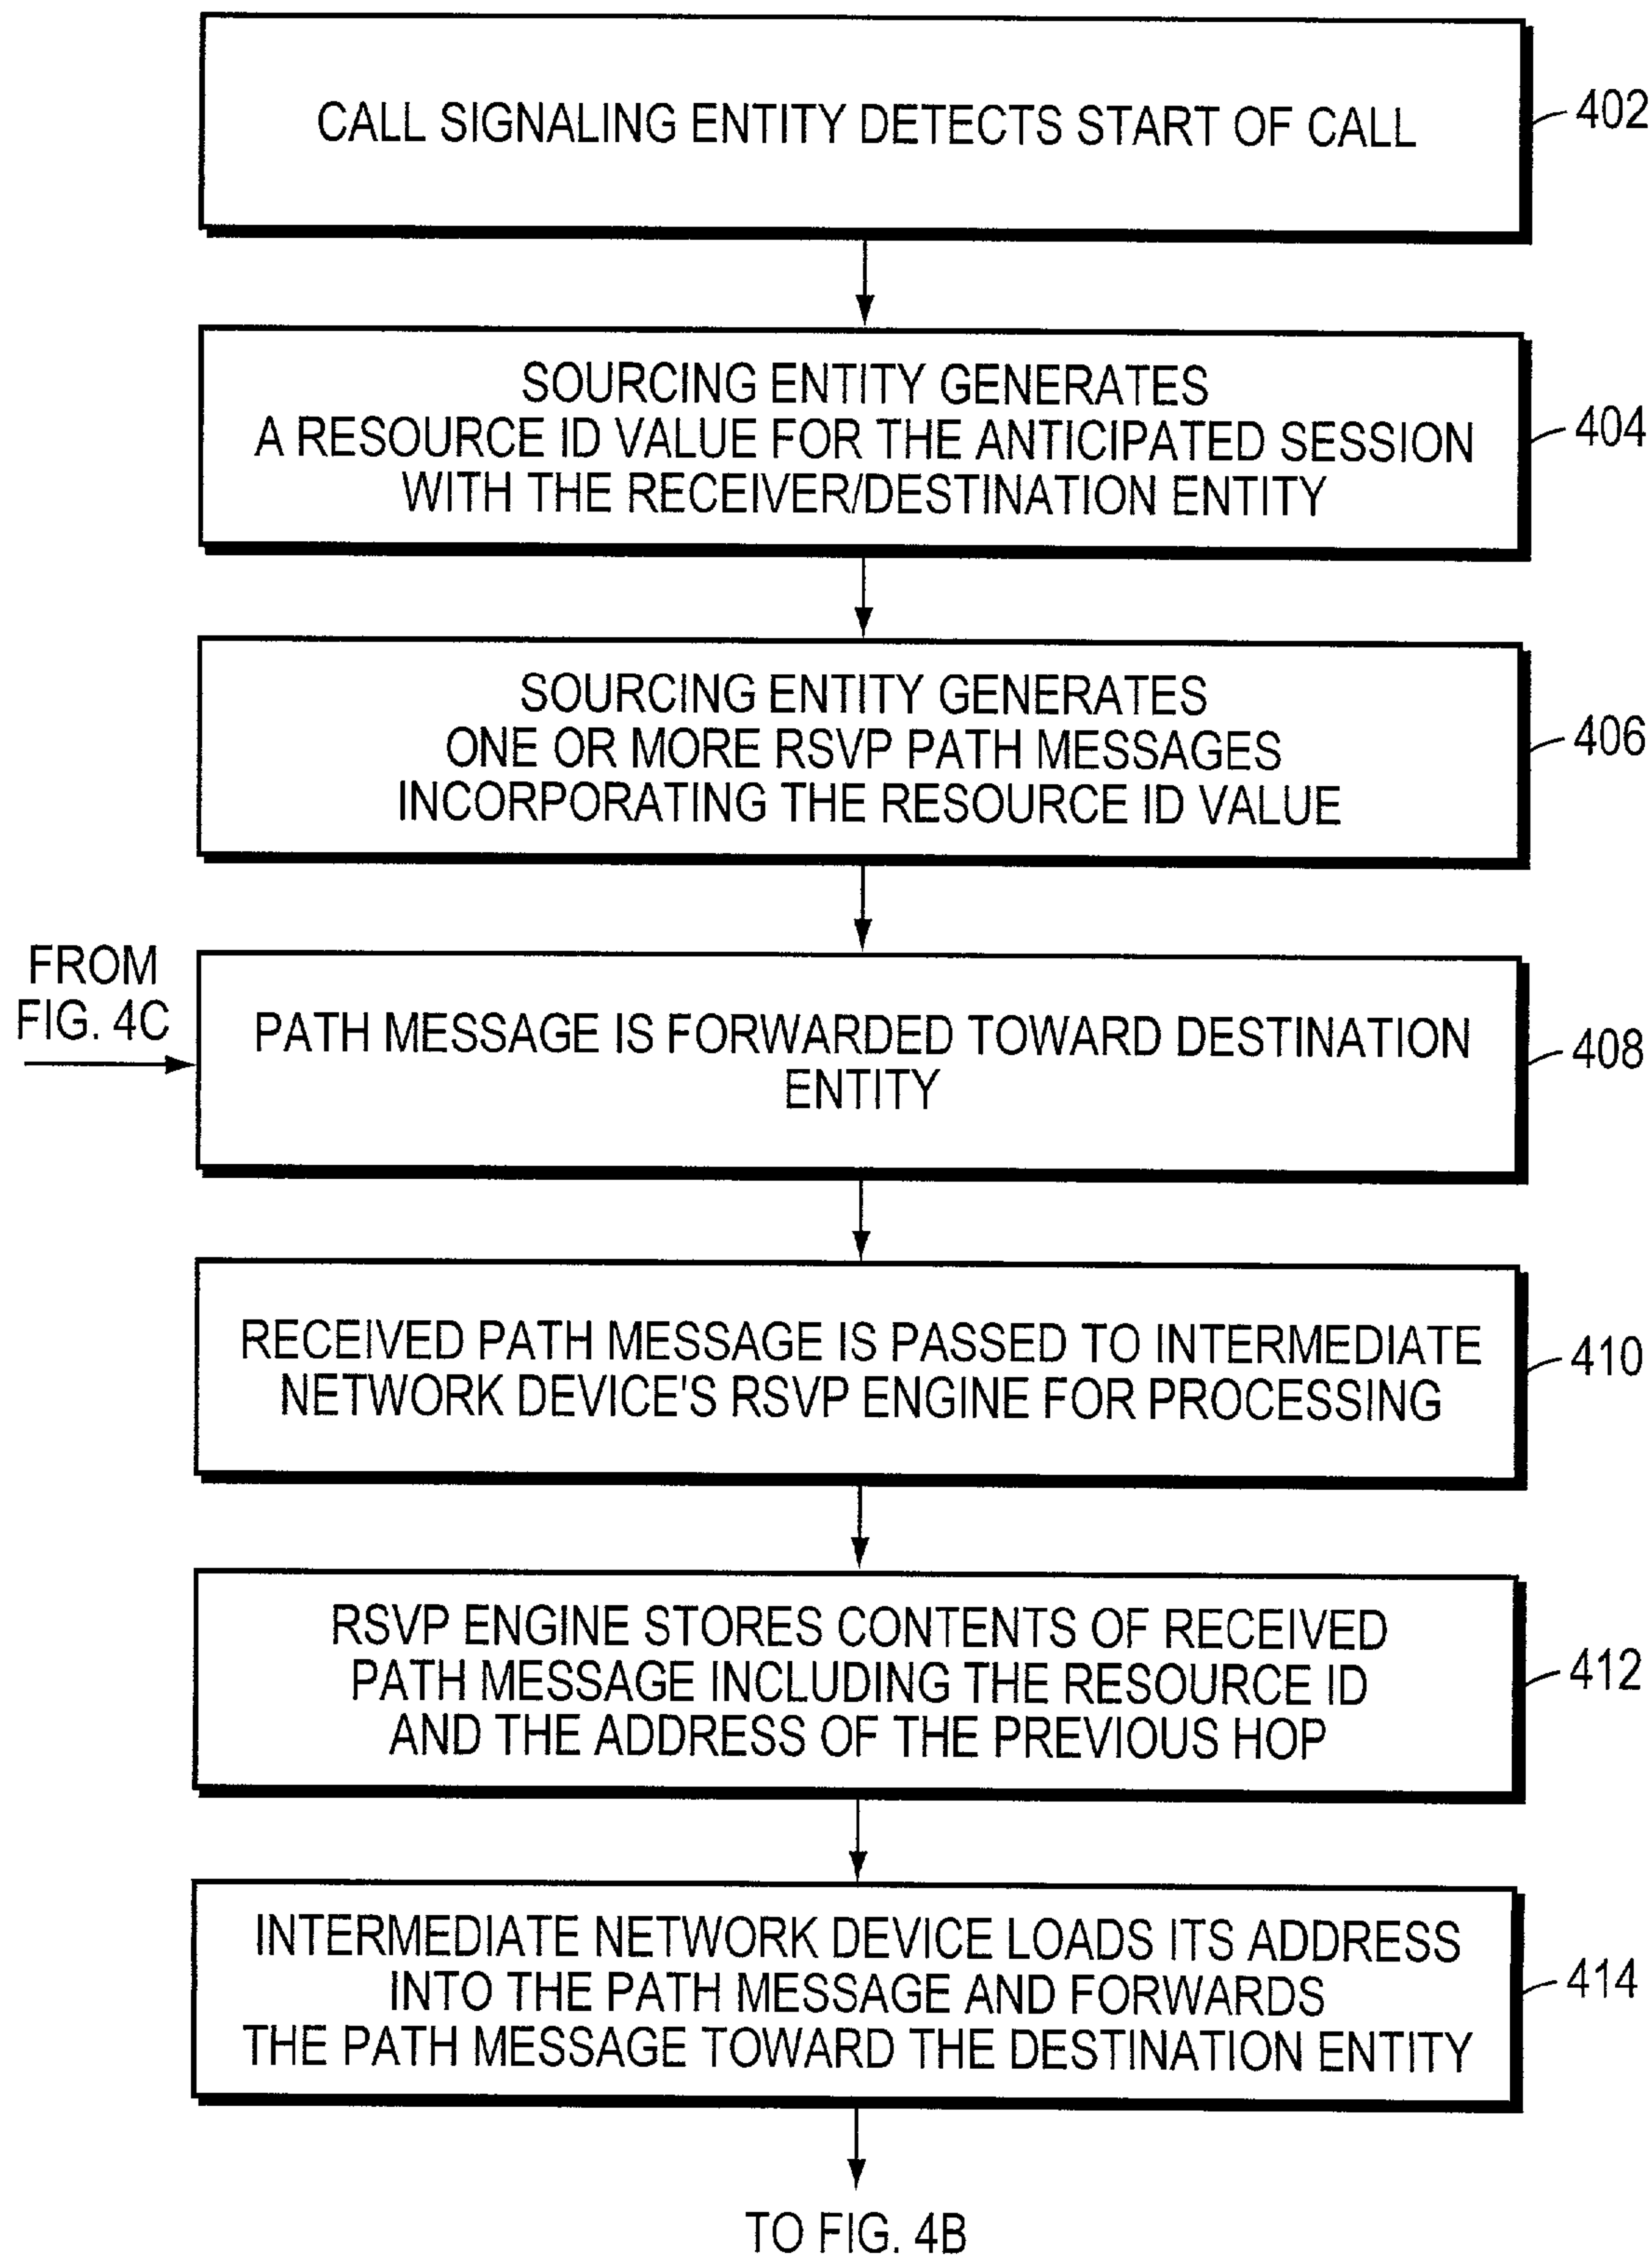 CALL SIGNALING ENTITY DETECTS START OF CALL
402
SOURCING ENTITY GENERATES
A RESOURCE ID VALUE FOR THE ANTICIPATED SESSION
WITH THE RECEIVER/DESTINATION ENTITY
404
SOURCING ENTITY GENERATES
ONE OR MORE RSVP PATH MESSAGES
INCORPORATING THE RESOURCE ID VALUE
406
FROM
FIG. 4C
PATH MESSAGE IS FORWARDED TOWARD DESTINATION
ENTITY
408
RECEIVED PATH MESSAGE IS PASSED TO INTERMEDIATE
NETWORK DEVICE'S RSVP ENGINE FOR PROCESSING
410
RSVP ENGINE STORES CONTENTS OF RECEIVED
PATH MESSAGE INCLUDING THE RESOURCE ID
AND THE ADDRESS OF THE PREVIOUS HOP
412
INTERMEDIATE NETWORK DEVICE LOADS ITS ADDRESS
INTO THE PATH MESSAGE AND FORWARDS
THE PATH MESSAGE TOWARD THE DESTINATION ENTITY
414
TO FIG. 4B